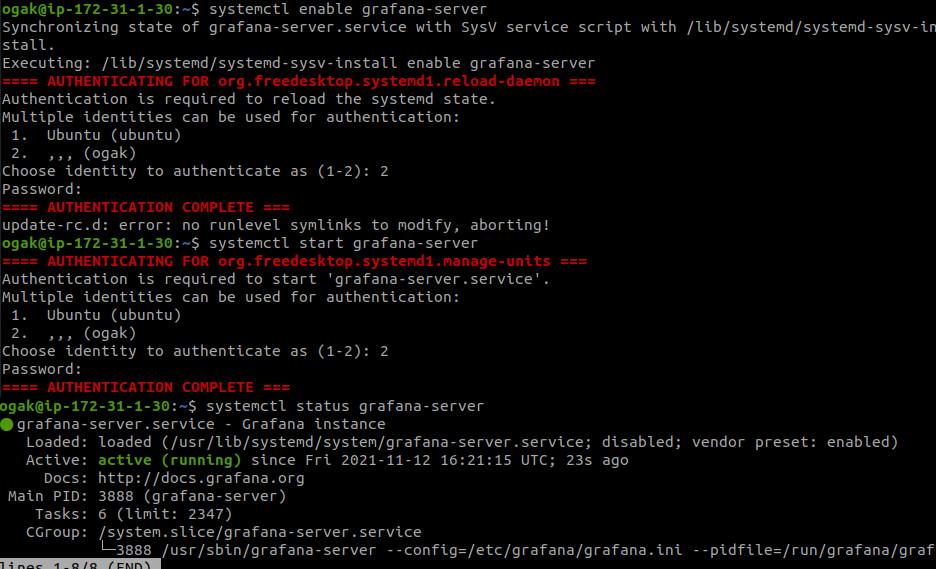 ogak@ip-172-31-1-30:~$ systemctl enable grafana-server
Synchronizing state of grafana-server.service with SysV service script with /lib/systemd/systemd-sysv-in
stall.
Executing: /lib/systemd/systemd-sysv-install enable grafana-server
==== AUTHENTICATING FOR org.freedesktop.systemd1.reload-daemon ===
Authentication is required to reload the systemd state.
Multiple identities can be used for authentication:
 1.  Ubuntu (ubuntu)
 2.  ,,, (ogak)
Choose identity to authenticate as (1-2): 2
Password:
==== AUTHENTICATION COMPLETE ===
update-rc.d: error: no runlevel symlinks to modify, aborting!
ogak@ip-172-31-1-30:~$ systemctl start grafana-server
==== AUTHENTICATING FOR org.freedesktop.systemd1.manage-units ===
Authentication is required to start 'grafana-server.service'.
Multiple identities can be used for authentication:
 1.  Ubuntu (ubuntu)
 2.  ,,, (ogak)
Choose identity to authenticate as (1-2): 2
Password:
==== AUTHENTICATION COMPLETE ===
ogak@ip-172-31-1-30:~$ systemctl status grafana-server
● grafana-server.service - Grafana instance
   Loaded: loaded (/usr/lib/systemd/system/grafana-server.service; disabled; vendor preset: enabled)
   Active: active (running) since Fri 2021-11-12 16:21:15 UTC; 23s ago
     Docs: http://docs.grafana.org
 Main PID: 3888 (grafana-server)
    Tasks: 6 (limit: 2347)
   CGroup: /system.slice/grafana-server.service
           └─3888 /usr/sbin/grafana-server --config=/etc/grafana/grafana.ini --pidfile=/run/grafana/graf
lines 1-8/8 (END)